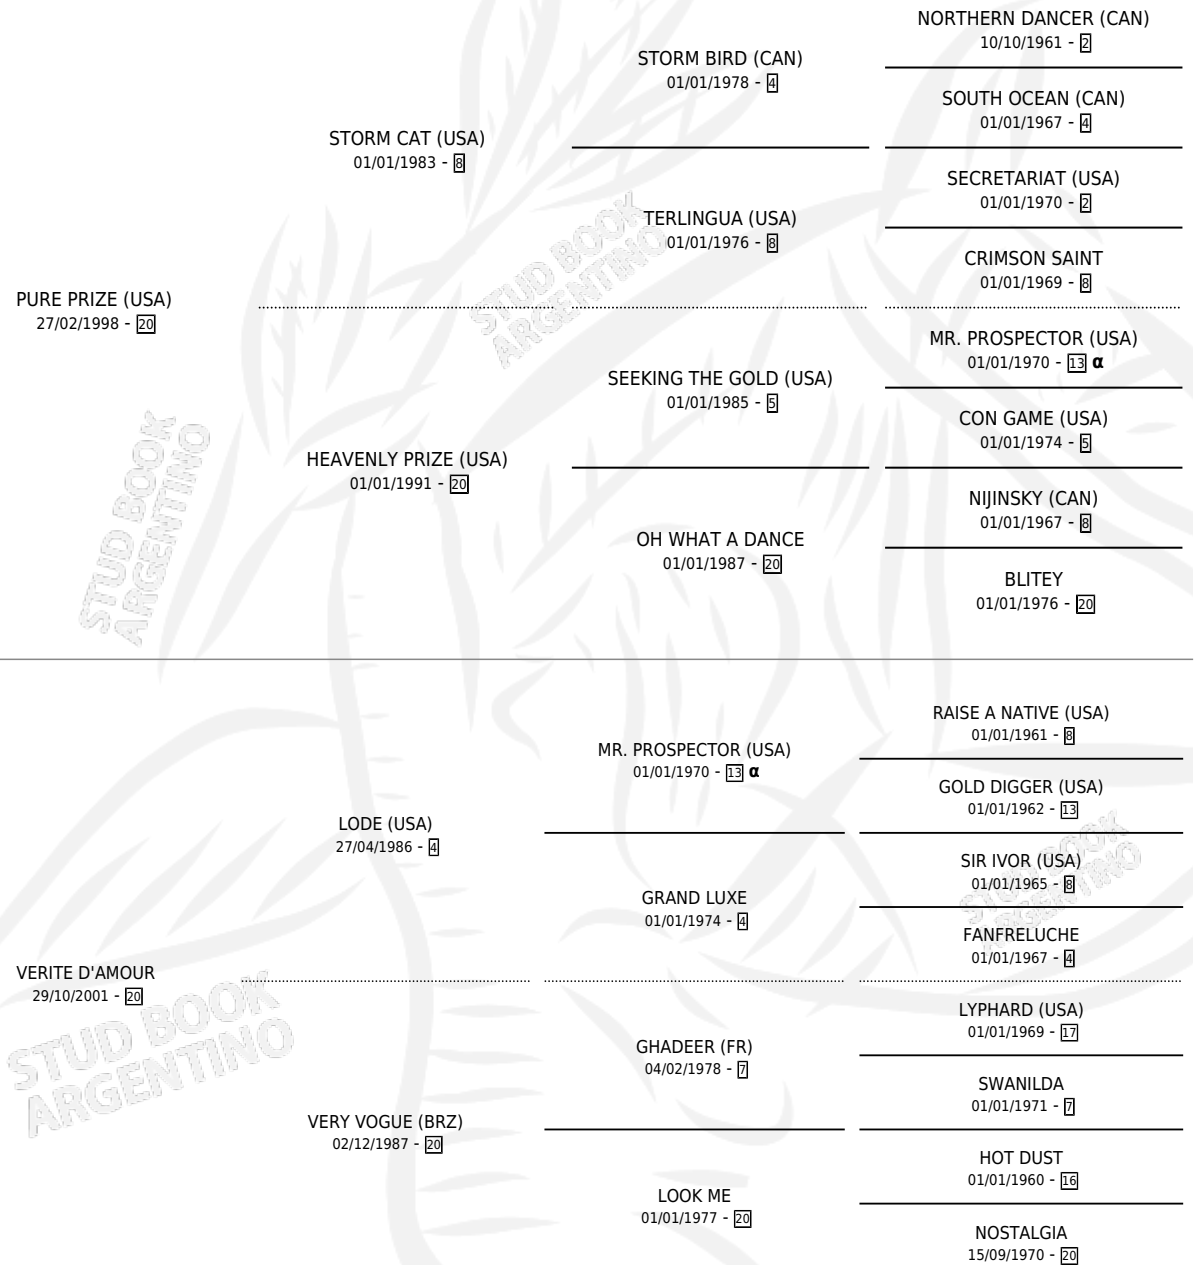 NORTHERN DANCER (CAN)
10/10/1961 - 2
STORM BIRD (CAN)
01/01/1978 - 4
SOUTH OCEAN (CAN)
01/01/1967 - 4
STORM CAT (USA)
01/01/1983 - 8
SECRETARIAT (USA)
01/01/1970 - 2
TERLINGUA (USA)
01/01/1976 - 8
CRIMSON SAINT
01/01/1969 - 8
PURE PRIZE (USA)
27/02/1998 - 20
MR. PROSPECTOR (USA)
01/01/1970 - 13 α
SEEKING THE GOLD (USA)
01/01/1985 - 5
CON GAME (USA)
01/01/1974 - 5
HEAVENLY PRIZE (USA)
01/01/1991 - 20
NIJINSKY (CAN)
01/01/1967 - 8
OH WHAT A DANCE
01/01/1987 - 20
BLITEY
01/01/1976 - 20
RAISE A NATIVE (USA)
01/01/1961 - 8
MR. PROSPECTOR (USA)
01/01/1970 - 13 α
GOLD DIGGER (USA)
01/01/1962 - 13
LODE (USA)
27/04/1986 - 4
SIR IVOR (USA)
01/01/1965 - 8
GRAND LUXE
01/01/1974 - 4
FANFRELUCHE
01/01/1967 - 4
VERITE D'AMOUR
29/10/2001 - 20
LYPHARD (USA)
01/01/1969 - 17
GHADEER (FR)
04/02/1978 - 7
SWANILDA
01/01/1971 - 7
VERY VOGUE (BRZ)
02/12/1987 - 20
HOT DUST
01/01/1960 - 16
LOOK ME
01/01/1977 - 20
NOSTALGIA
15/09/1970 - 20
STUD BOOK
ARGENTINO
STUD BOOK
ARGENTINO
STUD BOOK
ARGENTINO
STUD BOOK
ARGENTINO